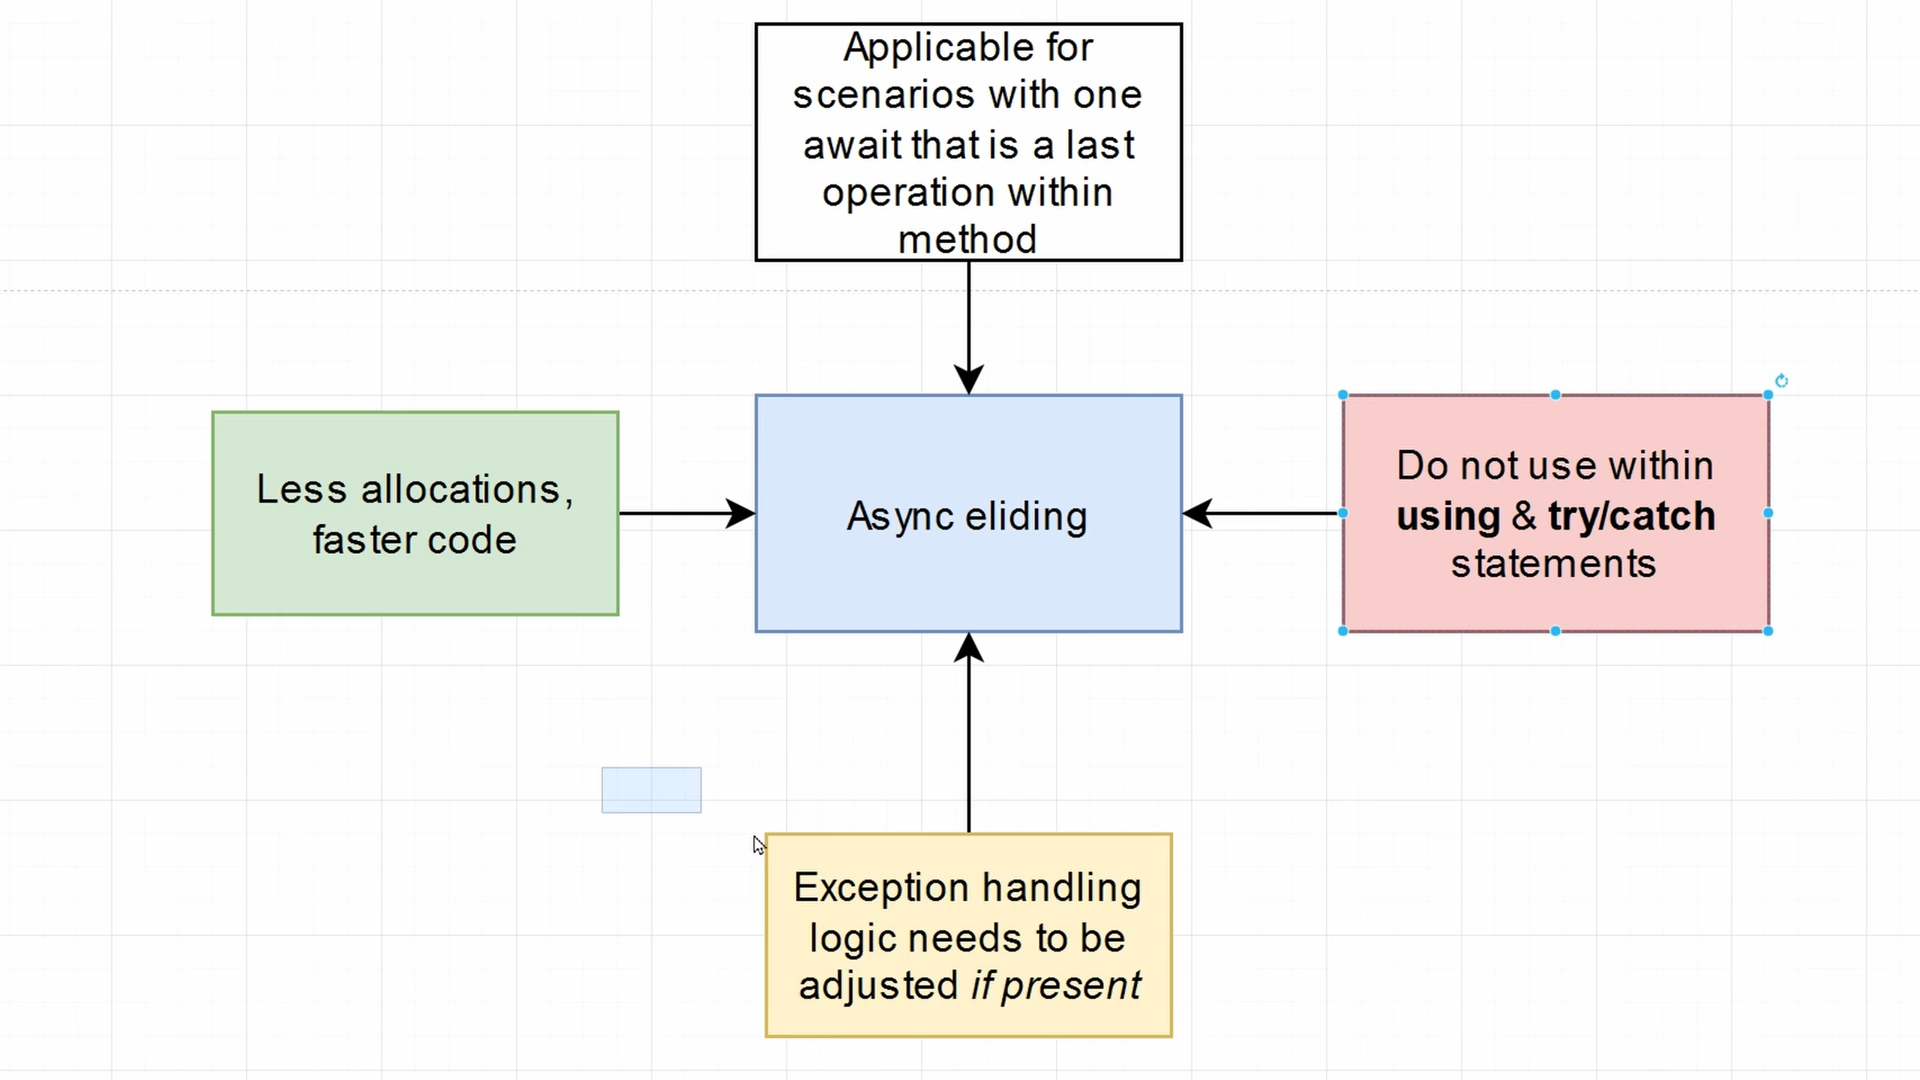 Applicable for
scenarios with one
await that is a last
operation within
method
Less allocations,
faster code
Async eliding
Do not use within
using & try/catch
statements
Exception handling
logic needs to be
adjusted if present